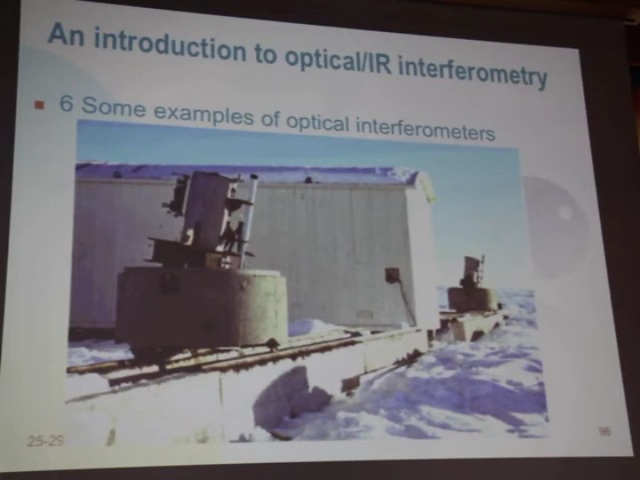 An introduction to optical/IR interferometry
6 Some examples of optical interferometers
25-29
96